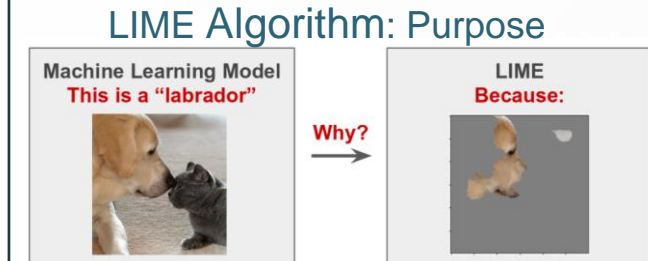 LIME Algorithm: Purpose
Machine Learning Model
This is a “labrador”
Why?
LIME
Because: